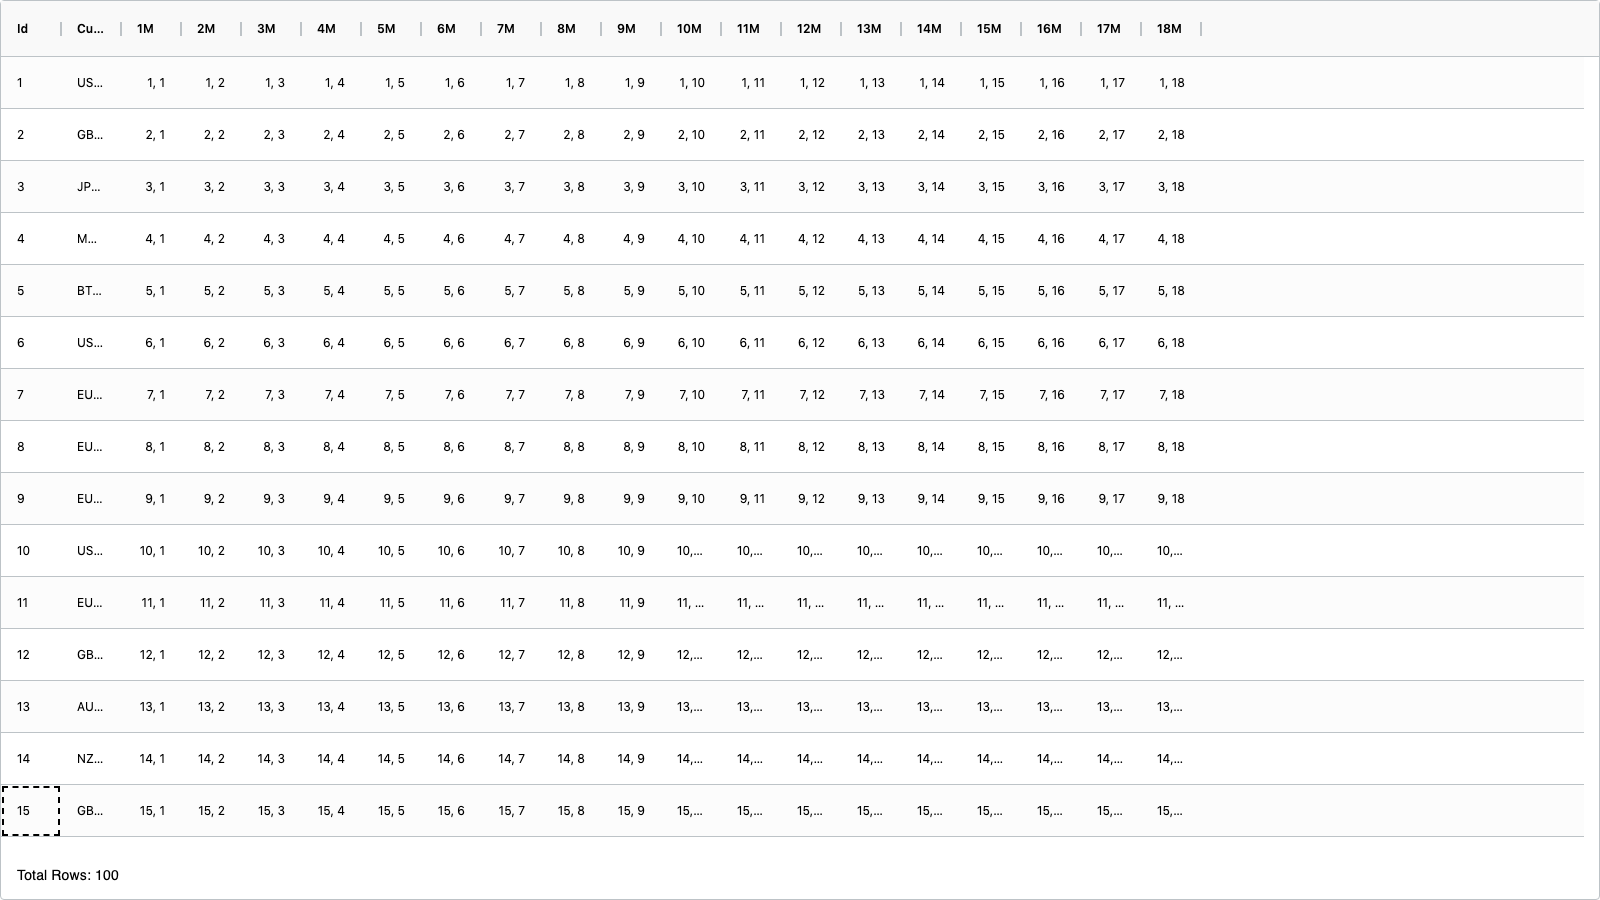 Id Cu... 1M 2M 3M 4M 5M 6M 7M 8M 9M 10M 11M 12M 13M 14M 15M 16M 17M 18M
1 US... 1, 1 1, 2 1, 3 1, 4 1, 5 1, 6 1, 7 1, 8 1, 9 1, 10 1, 11 1, 12 1, 13 1, 14 1, 15 1, 16 1, 17 1, 18
2 GB... 2, 1 2, 2 2, 3 2, 4 2, 5 2, 6 2, 7 2, 8 2, 9 2, 10 2, 11 2, 12 2, 13 2, 14 2, 15 2, 16 2, 17 2, 18
3 JP... 3, 1 3, 2 3, 3 3, 4 3, 5 3, 6 3, 7 3, 8 3, 9 3, 10 3, 11 3, 12 3, 13 3, 14 3, 15 3, 16 3, 17 3, 18
4 M... 4, 1 4, 2 4, 3 4, 4 4, 5 4, 6 4, 7 4, 8 4, 9 4, 10 4, 11 4, 12 4, 13 4, 14 4, 15 4, 16 4, 17 4, 18
5 BT... 5, 1 5, 2 5, 3 5, 4 5, 5 5, 6 5, 7 5, 8 5, 9 5, 10 5, 11 5, 12 5, 13 5, 14 5, 15 5, 16 5, 17 5, 18
6 US... 6, 1 6, 2 6, 3 6, 4 6, 5 6, 6 6, 7 6, 8 6, 9 6, 10 6, 11 6, 12 6, 13 6, 14 6, 15 6, 16 6, 17 6, 18
7 EU... 7, 1 7, 2 7, 3 7, 4 7, 5 7, 6 7, 7 7, 8 7, 9 7, 10 7, 11 7, 12 7, 13 7, 14 7, 15 7, 16 7, 17 7, 18
8 EU... 8, 1 8, 2 8, 3 8, 4 8, 5 8, 6 8, 7 8, 8 8, 9 8, 10 8, 11 8, 12 8, 13 8, 14 8, 15 8, 16 8, 17 8, 18
9 EU... 9, 1 9, 2 9, 3 9, 4 9, 5 9, 6 9, 7 9, 8 9, 9 9, 10 9, 11 9, 12 9, 13 9, 14 9, 15 9, 16 9, 17 9, 18
10 US... 10, 1 10, 2 10, 3 10, 4 10, 5 10, 6 10, 7 10, 8 10, 9 10,... 10,... 10,... 10,... 10,... 10,... 10,... 10,... 10,...
11 EU... 11, 1 11, 2 11, 3 11, 4 11, 5 11, 6 11, 7 11, 8 11, 9 11, ... 11, ... 11, ... 11, ... 11, ... 11, ... 11, ... 11, ... 11, ...
12 GB... 12, 1 12, 2 12, 3 12, 4 12, 5 12, 6 12, 7 12, 8 12, 9 12,... 12,... 12,... 12,... 12,... 12,... 12,... 12,... 12,...
13 AU... 13, 1 13, 2 13, 3 13, 4 13, 5 13, 6 13, 7 13, 8 13, 9 13,... 13,... 13,... 13,... 13,... 13,... 13,... 13,... 13,...
14 NZ... 14, 1 14, 2 14, 3 14, 4 14, 5 14, 6 14, 7 14, 8 14, 9 14,... 14,... 14,... 14,... 14,... 14,... 14,... 14,... 14,...
15 GB... 15, 1 15, 2 15, 3 15, 4 15, 5 15, 6 15, 7 15, 8 15, 9 15,... 15,... 15,... 15,... 15,... 15,... 15,... 15,... 15,...
Total Rows: 100